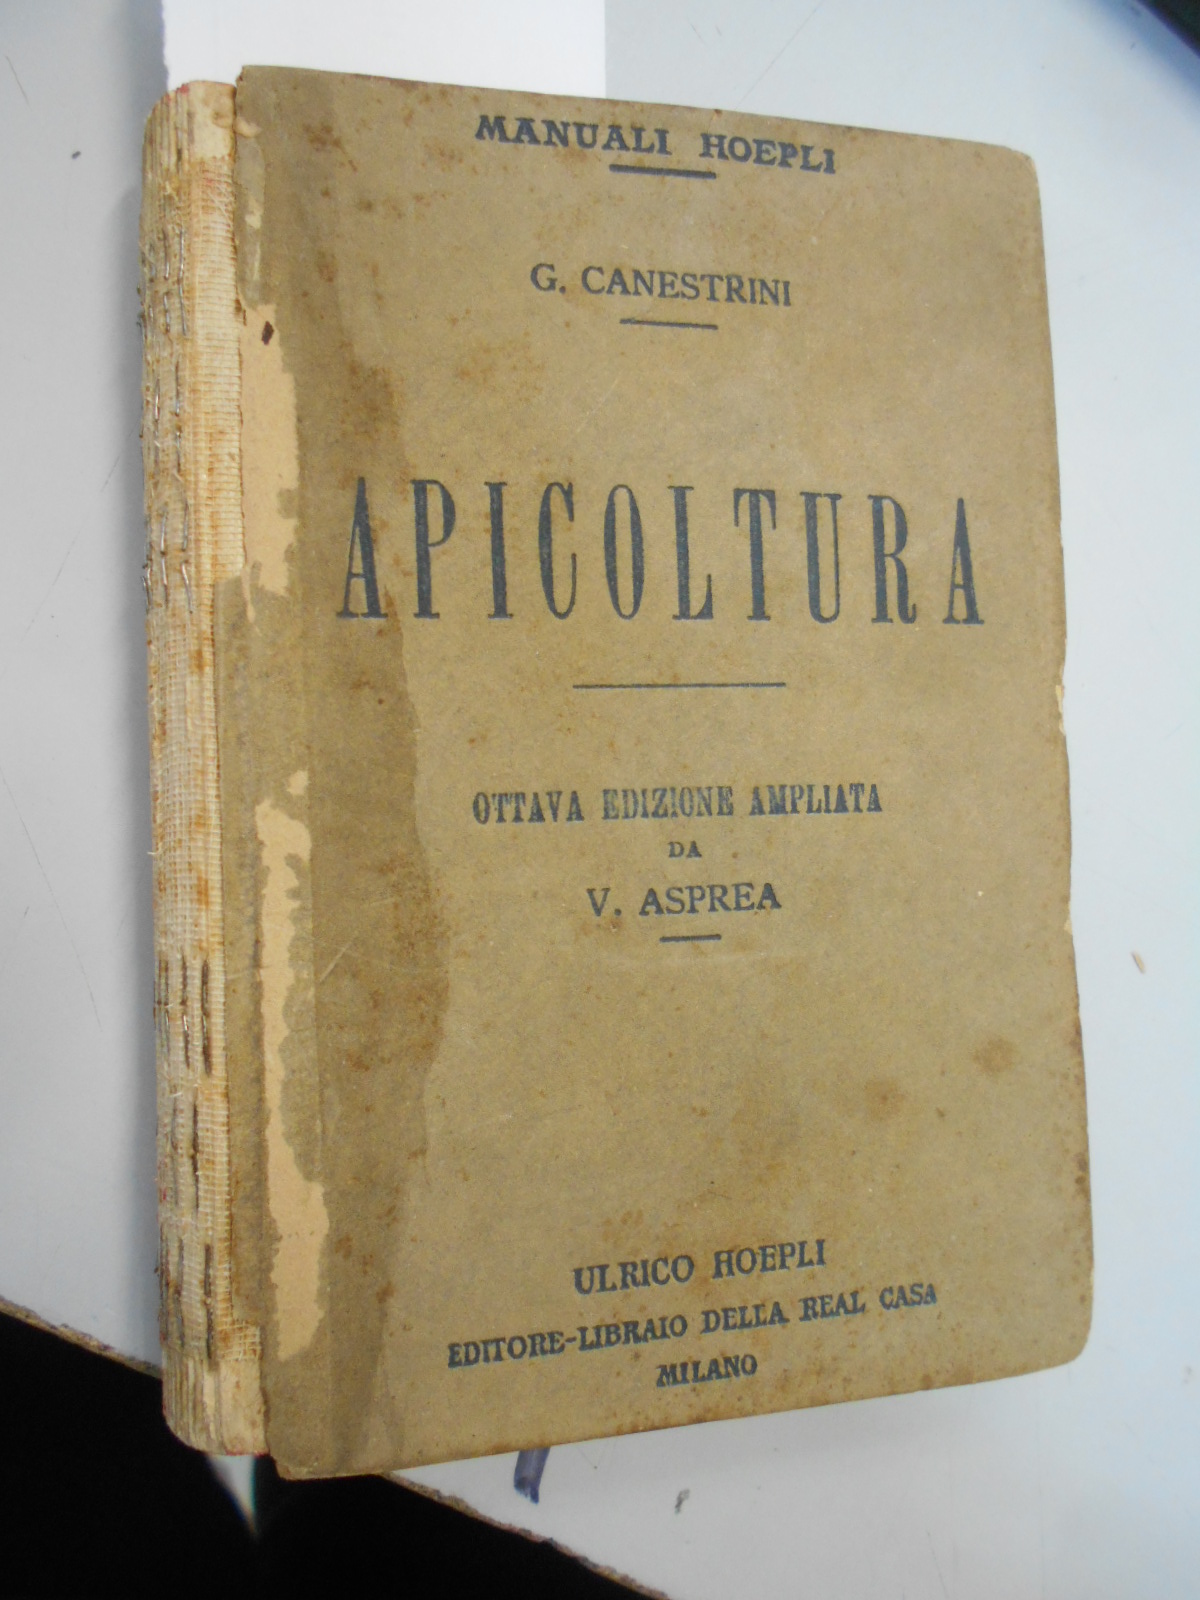 MANUALI HOEPLI
G. CANESTRINI
APICOLTURA
OTTAVA EDIZIONE AMPLIATA
DA
V. ASPREA
ULRICO HOEPLI
EDITORE-LIBRAIO DELLA REAL CASA
MILANO